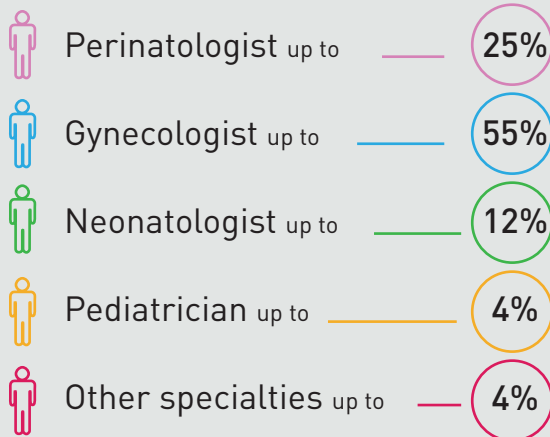 Perinatologist up to 25%
Gynecologist up to 55%
Neonatologist up to 12%
Pediatrician up to 4%
Other specialties up to 4%